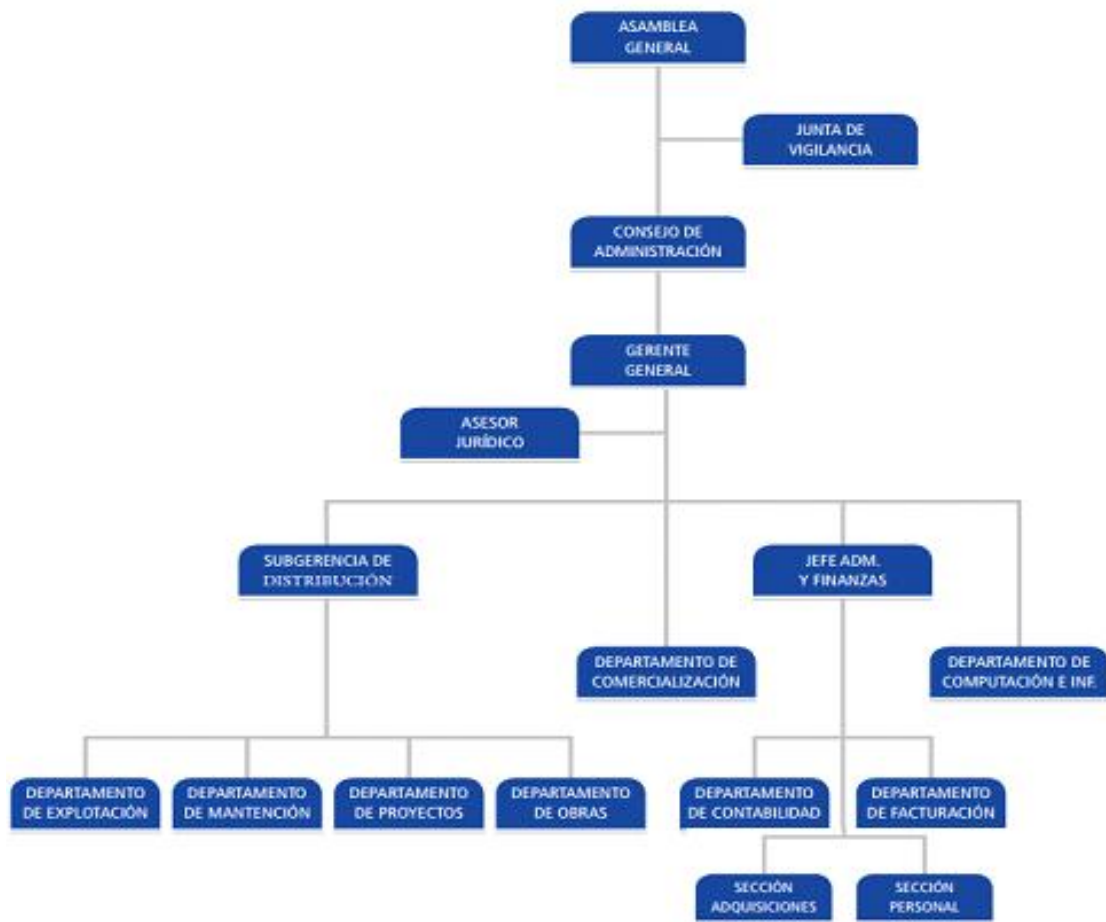 ASAMBLEA
GENERAL
JUNTA DE
VIGILANCIA
CONSEJO DE
ADMINISTRACIÓN
GERENTE
GENERAL
ASESOR
JURÍDICO
SUBGERENCIA DE
DISTRIBUCIÓN
JEFE ADM.
Y FINANZAS
DEPARTAMENTO DE
COMERCIALIZACIÓN
DEPARTAMENTO DE
COMPUTACIÓN E INF.
DEPARTAMENTO
DE EXPLOTACIÓN
DEPARTAMENTO
DE MANTENCIÓN
DEPARTAMENTO
DE PROYECTOS
DEPARTAMENTO
DE OBRAS
DEPARTAMENTO
DE CONTABILIDAD
DEPARTAMENTO
DE FACTURACIÓN
SECCIÓN
ADQUISICIONES
SECCIÓN
PERSONAL